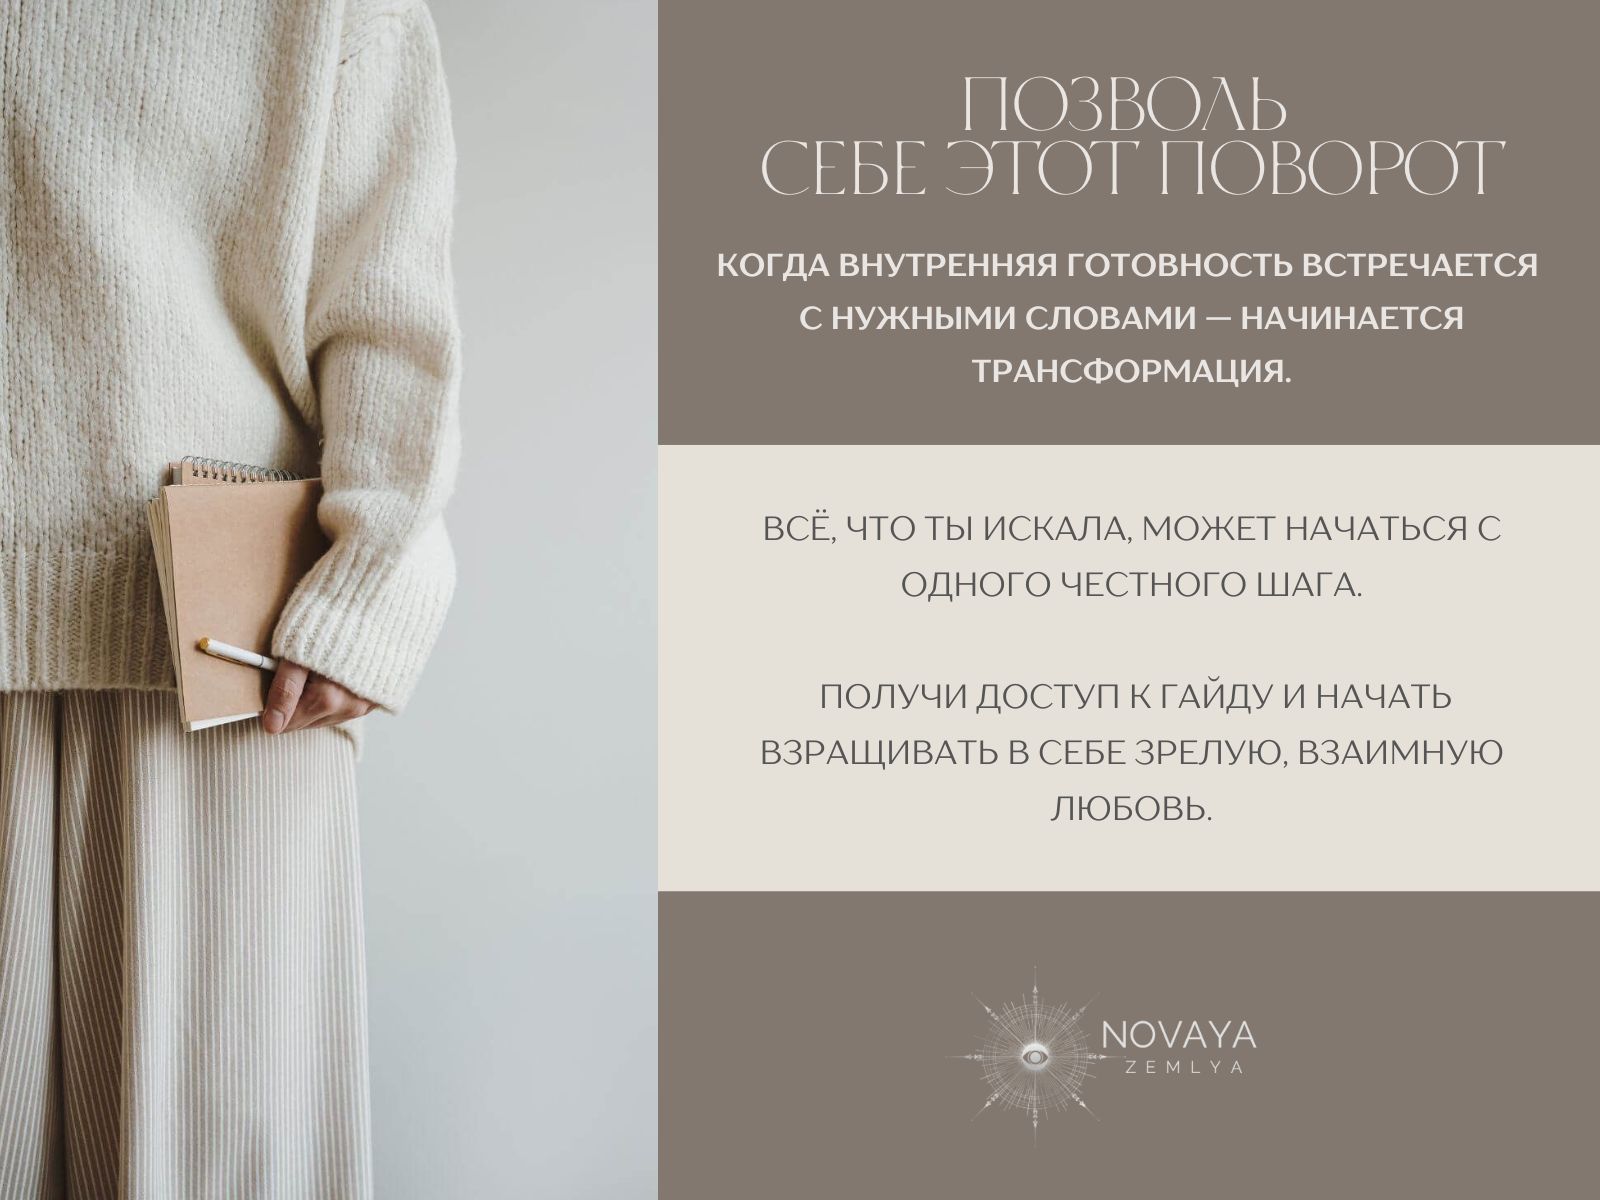 ПОЗВОЛЬ
СЕБЕ ЭТОТ ПОВОРОТ
КОГДА ВНУТРЕННЯЯ ГОТОВНОСТЬ ВСТРЕЧАЕТСЯ
С НУЖНЫМИ СЛОВАМИ — НАЧИНАЕТСЯ
ТРАНСФОРМАЦИЯ.
ВСЁ, ЧТО ТЫ ИСКАЛА, МОЖЕТ НАЧАТЬСЯ С
ОДНОГО ЧЕСТНОГО ШАГА.
ПОЛУЧИ ДОСТУП К ГАЙДУ И НАЧАТЬ
ВЗРАЩИВАТЬ В СЕБЕ ЗРЕЛУЮ, ВЗАИМНУЮ
ЛЮБОВЬ.
NOVAYA
ZEMLYA